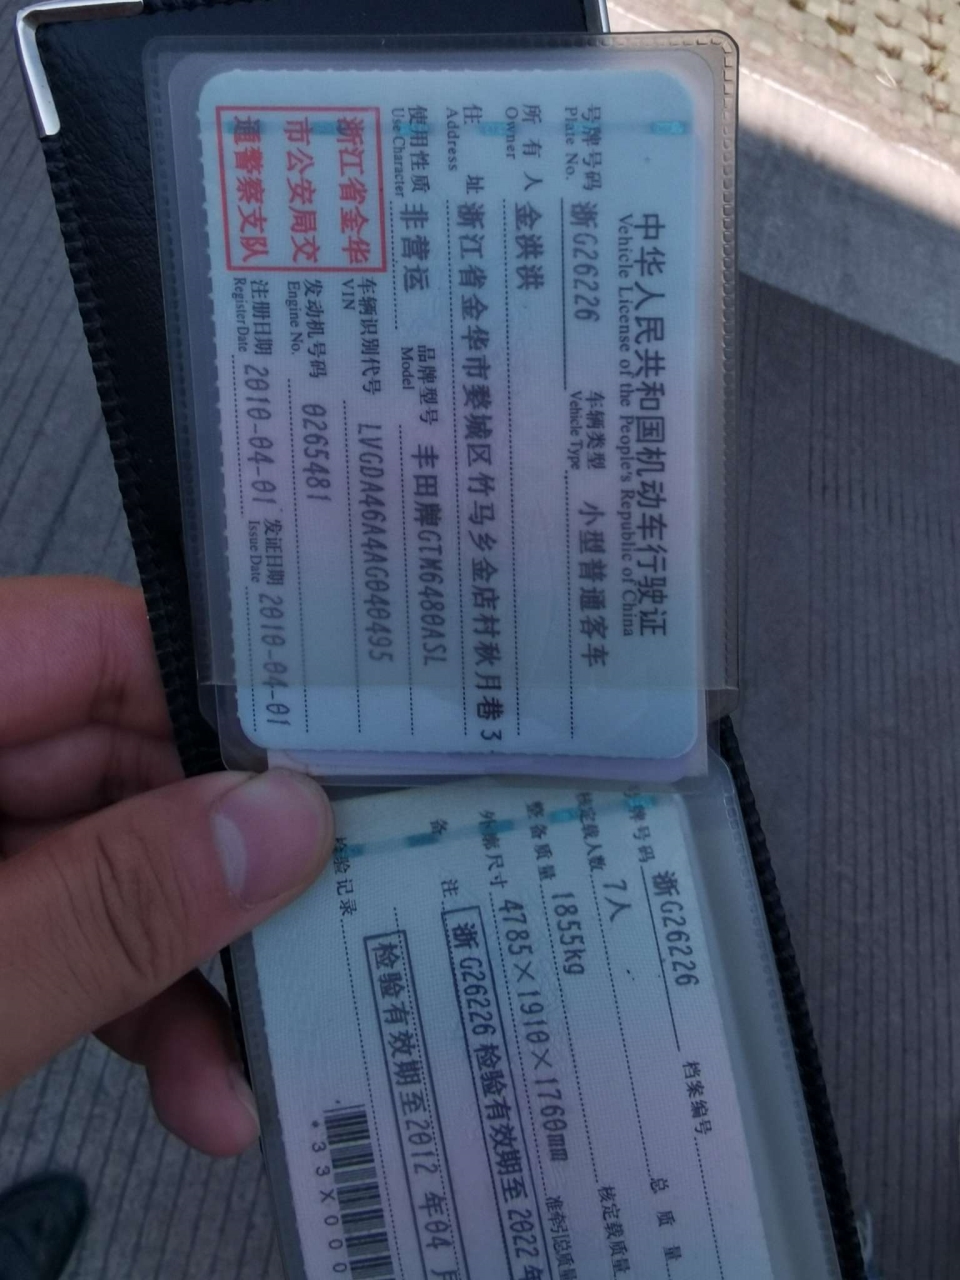 中华人民共和国机动车行驶证
Vehicle License of the People's Republic of China
号牌号码 浙G26226 车辆类型 小型普通客车
Plate No. Vehicle Type
所有人 金洪洪
Owner
住址 浙江省金华市婺城区竹马乡金店村秋月巷3
Address
使用性质 非营运 品牌型号 丰田牌GTM6480ASL
Use Character Model
浙江省金华
市公安局交
通警察支队
车辆识别代号 LVGDA46A4AG040495
VIN
发动机号码 0265481
Engine No.
注册日期 2010-04-01 发证日期 2010-04-01
Register Date Issue Date
号牌号码 浙G26226 档案编号
核定载人数 7人 总质量
整备质量 1855kg 核定载质量
外廓尺寸 4785×1910×1760mm 准牵引总质量
备注 浙G26226检验有效期至2022年
检验有效期至2012年04月
检验记录
*33X00